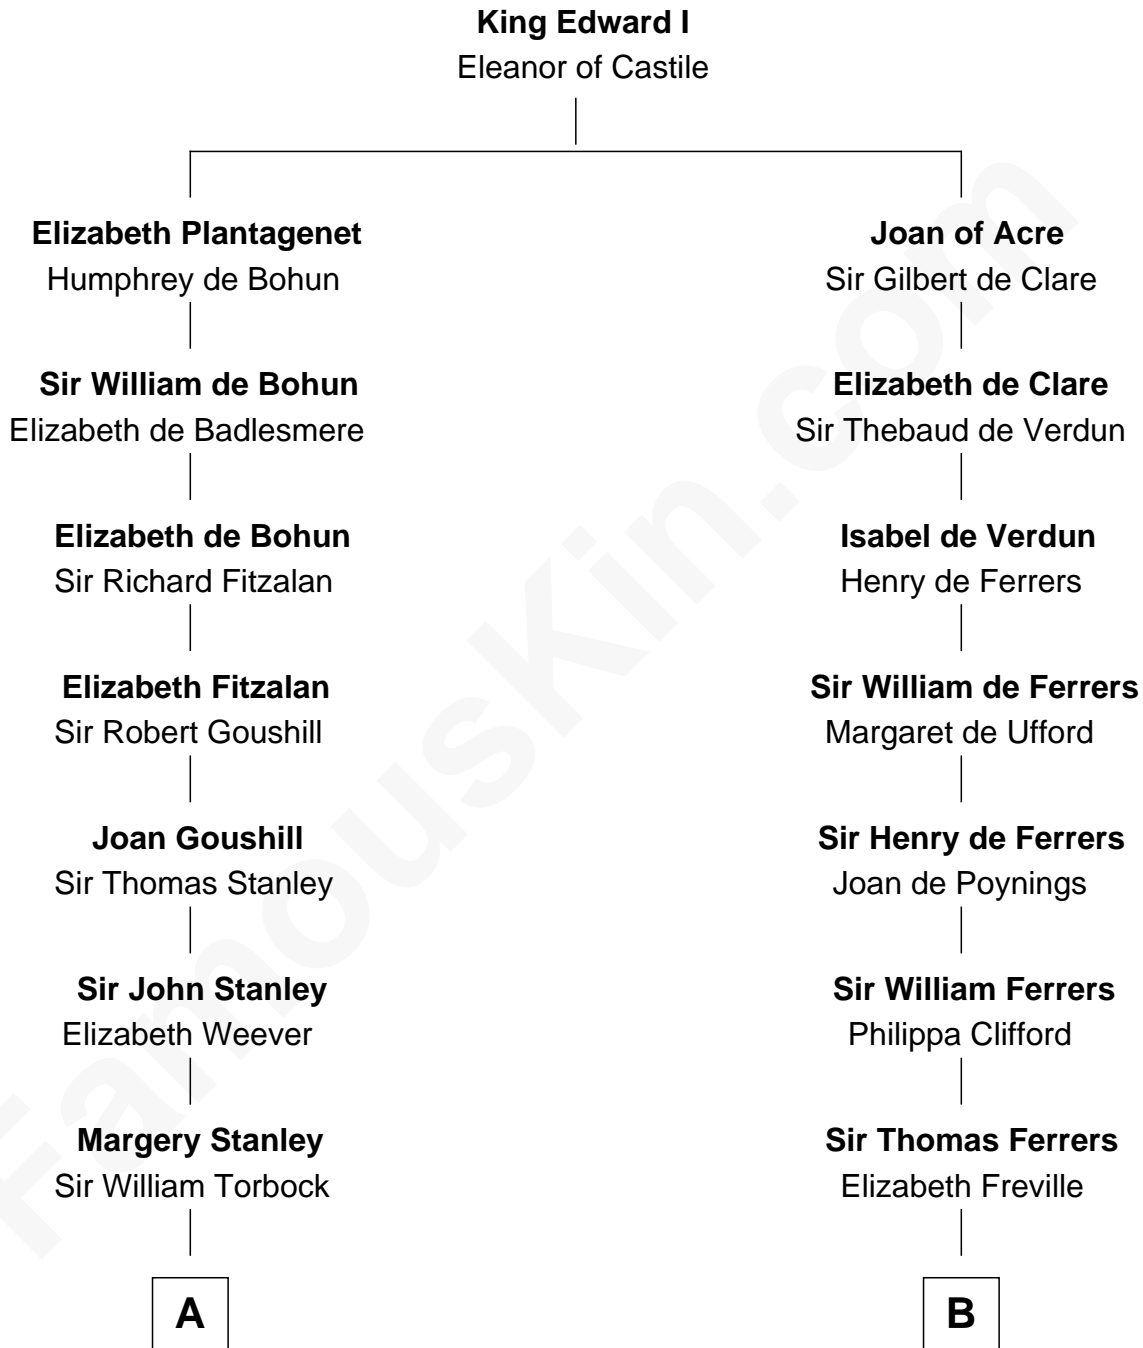 King Edward I
Eleanor of Castile
Elizabeth Plantagenet
Humphrey de Bohun
Joan of Acre
Sir Gilbert de Clare
Sir William de Bohun
Elizabeth de Badlesmere
Elizabeth de Clare
Sir Thebaud de Verdun
Elizabeth de Bohun
Sir Richard Fitzalan
Isabel de Verdun
Henry de Ferrers
Elizabeth Fitzalan
Sir Robert Goushill
Sir William de Ferrers
Margaret de Ufford
Joan Goushill
Sir Thomas Stanley
Sir Henry de Ferrers
Joan de Poynings
Sir John Stanley
Elizabeth Weever
Sir William Ferrers
Philippa Clifford
Margery Stanley
Sir William Torbock
Sir Thomas Ferrers
Elizabeth Freville
A
B
FamousKin.com